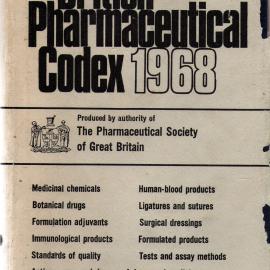 British
Pharmaceutical
Codex 1968
Produced by authority of
The Pharmaceutical Society
of Great Britain
Medicinal chemicals
Human-blood products
Botanical drugs
Ligatures and sutures
Formulation adjuvants
Surgical dressings
Immunological products
Formulated products
Standards of quality
Tests and assay methods